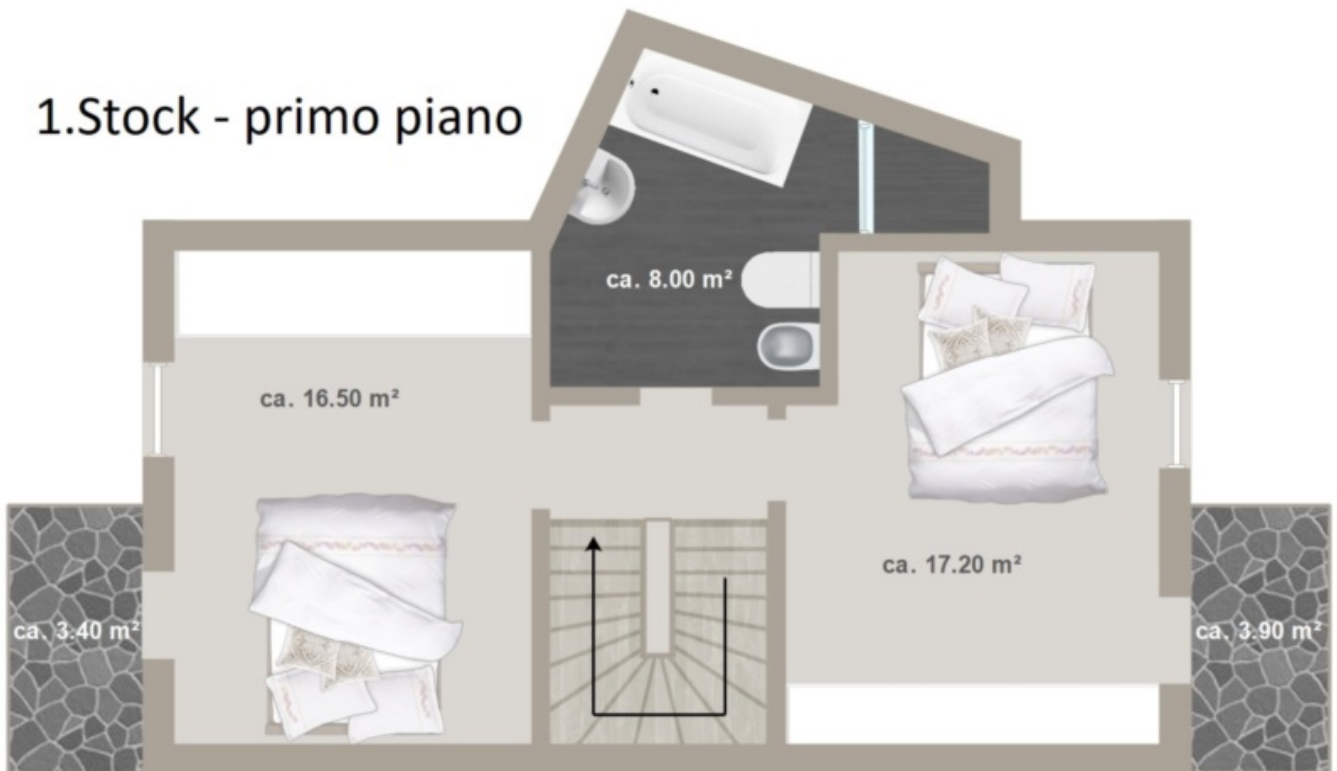 1.Stock - primo piano
ca. 8.00 m²
ca. 16.50 m²
ca. 17.20 m²
ca. 3.40 m²
ca. 3.90 m²